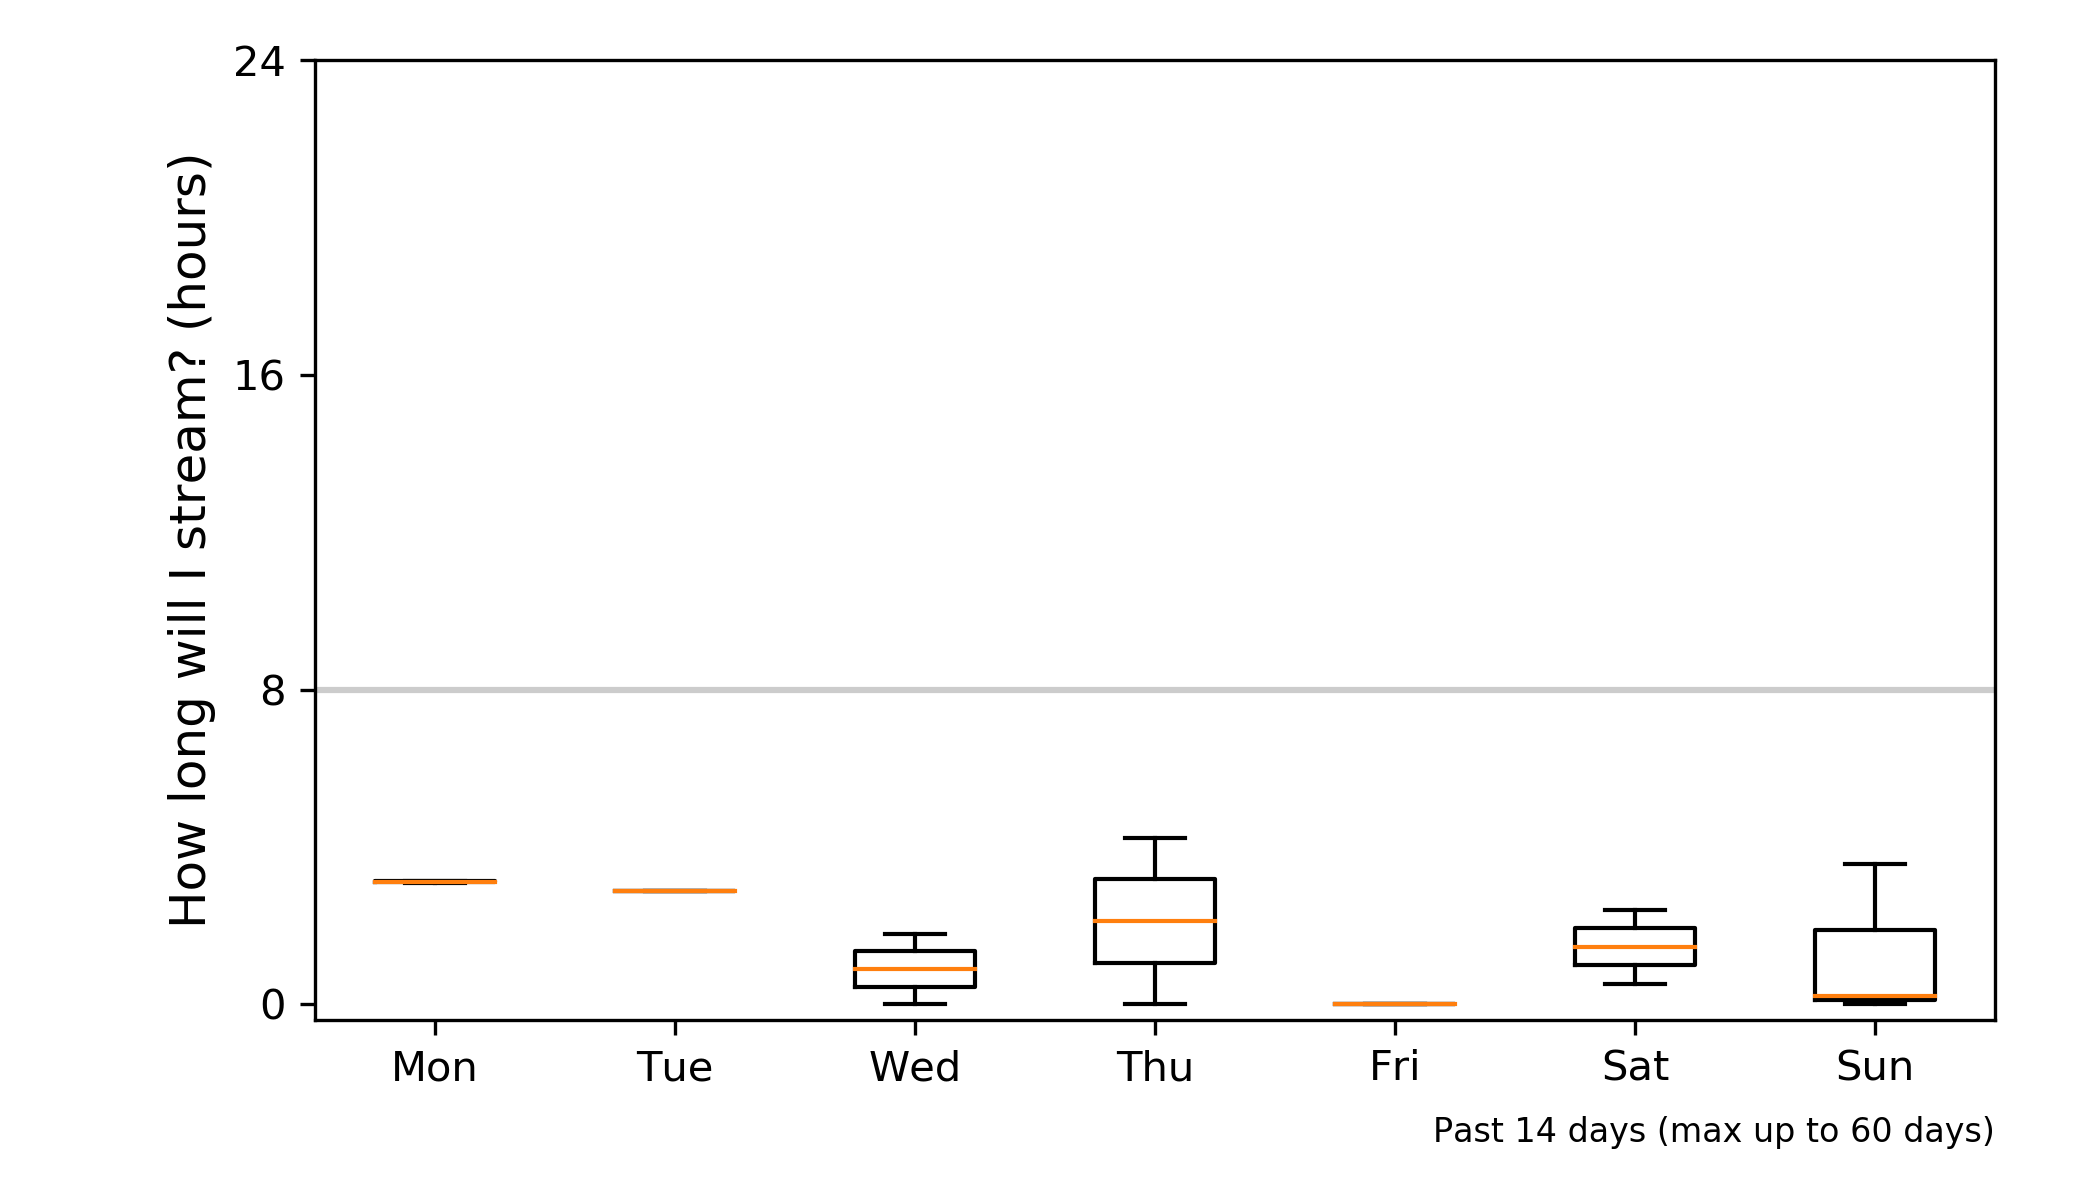 How long will I stream? (hours)
24
16
8
0
Mon Tue Wed Thu Fri Sat Sun
Past 14 days (max up to 60 days)